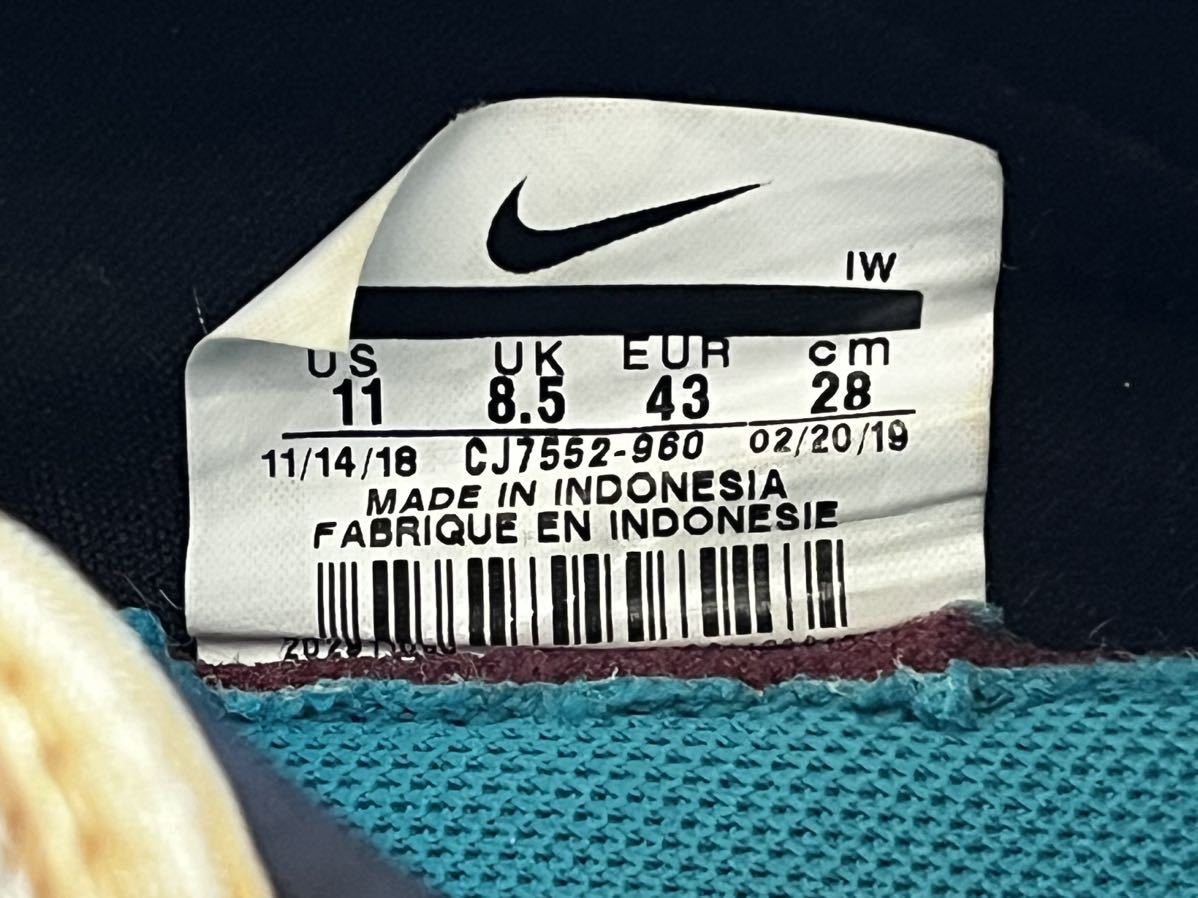 IW
US UK EUR cm
11 8.5 43 28
11/14/18 CJ7552-960 02/20/19
MADE IN INDONESIA
FABRIQUE EN INDONESIE